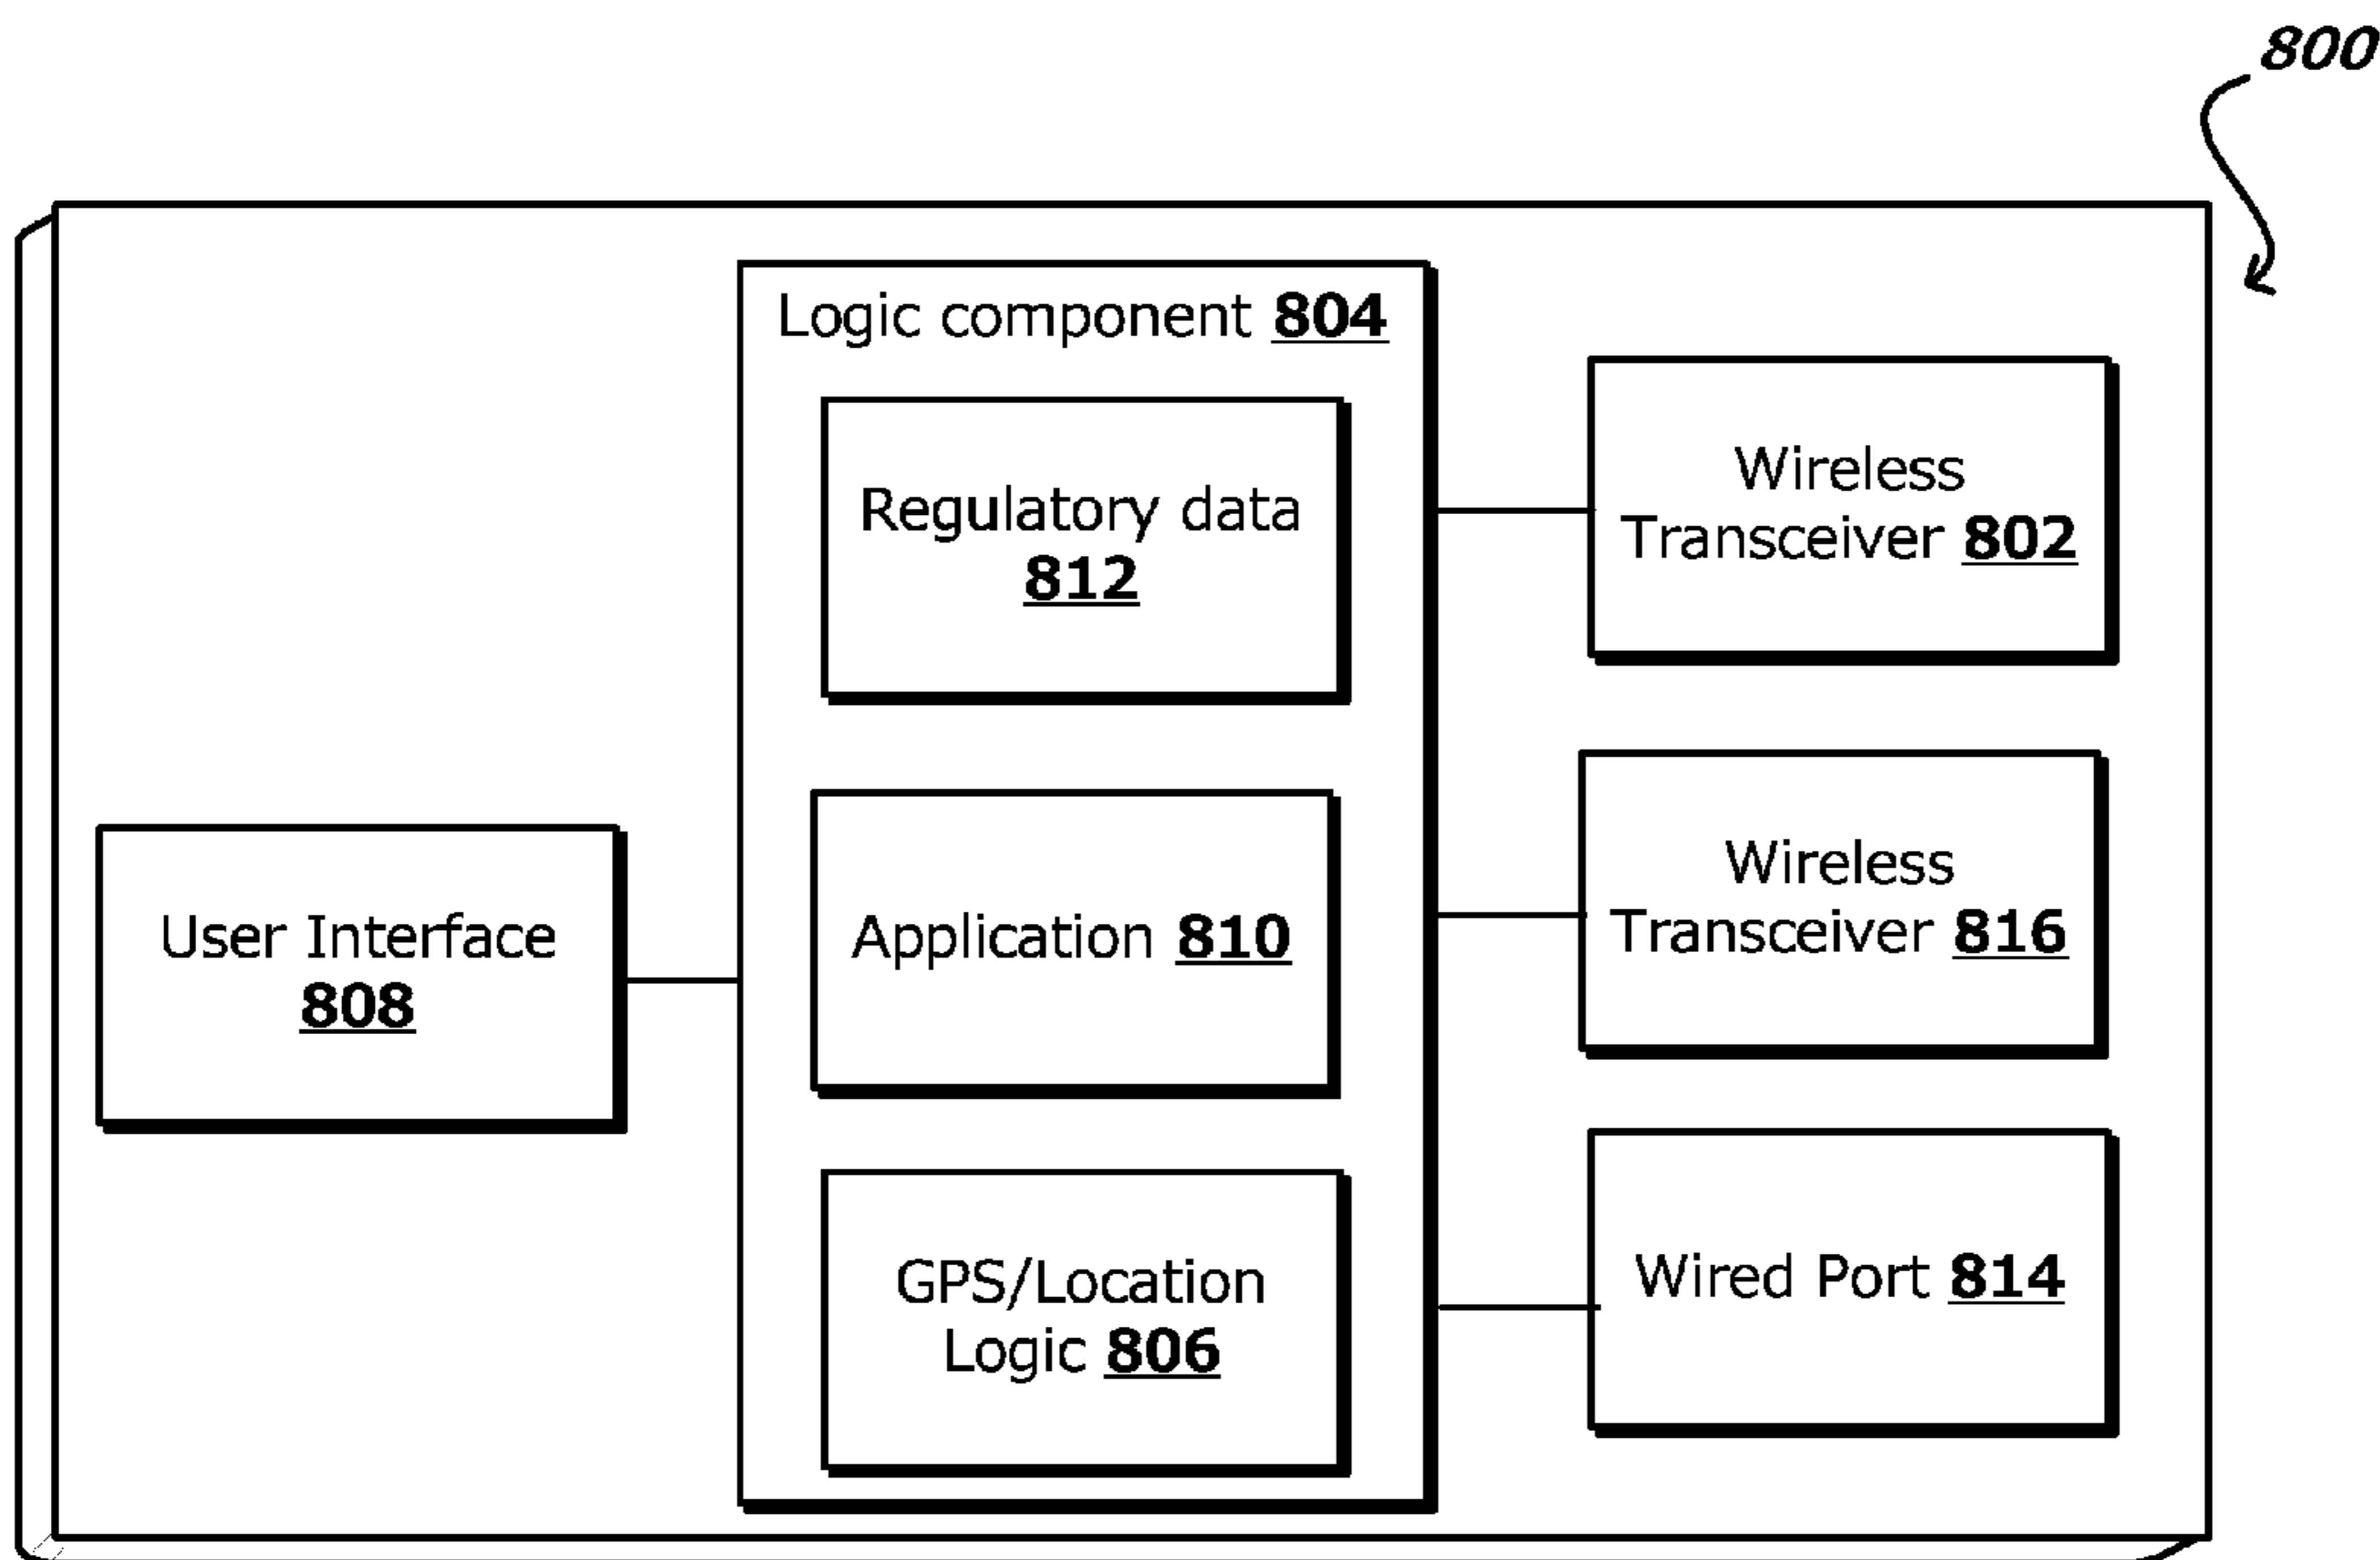 800
Logic component 804
Regulatory data
812
Wireless
Transceiver 802
User Interface
808
Application 810
Wireless
Transceiver 816
GPS/Location
Logic 806
Wired Port 814